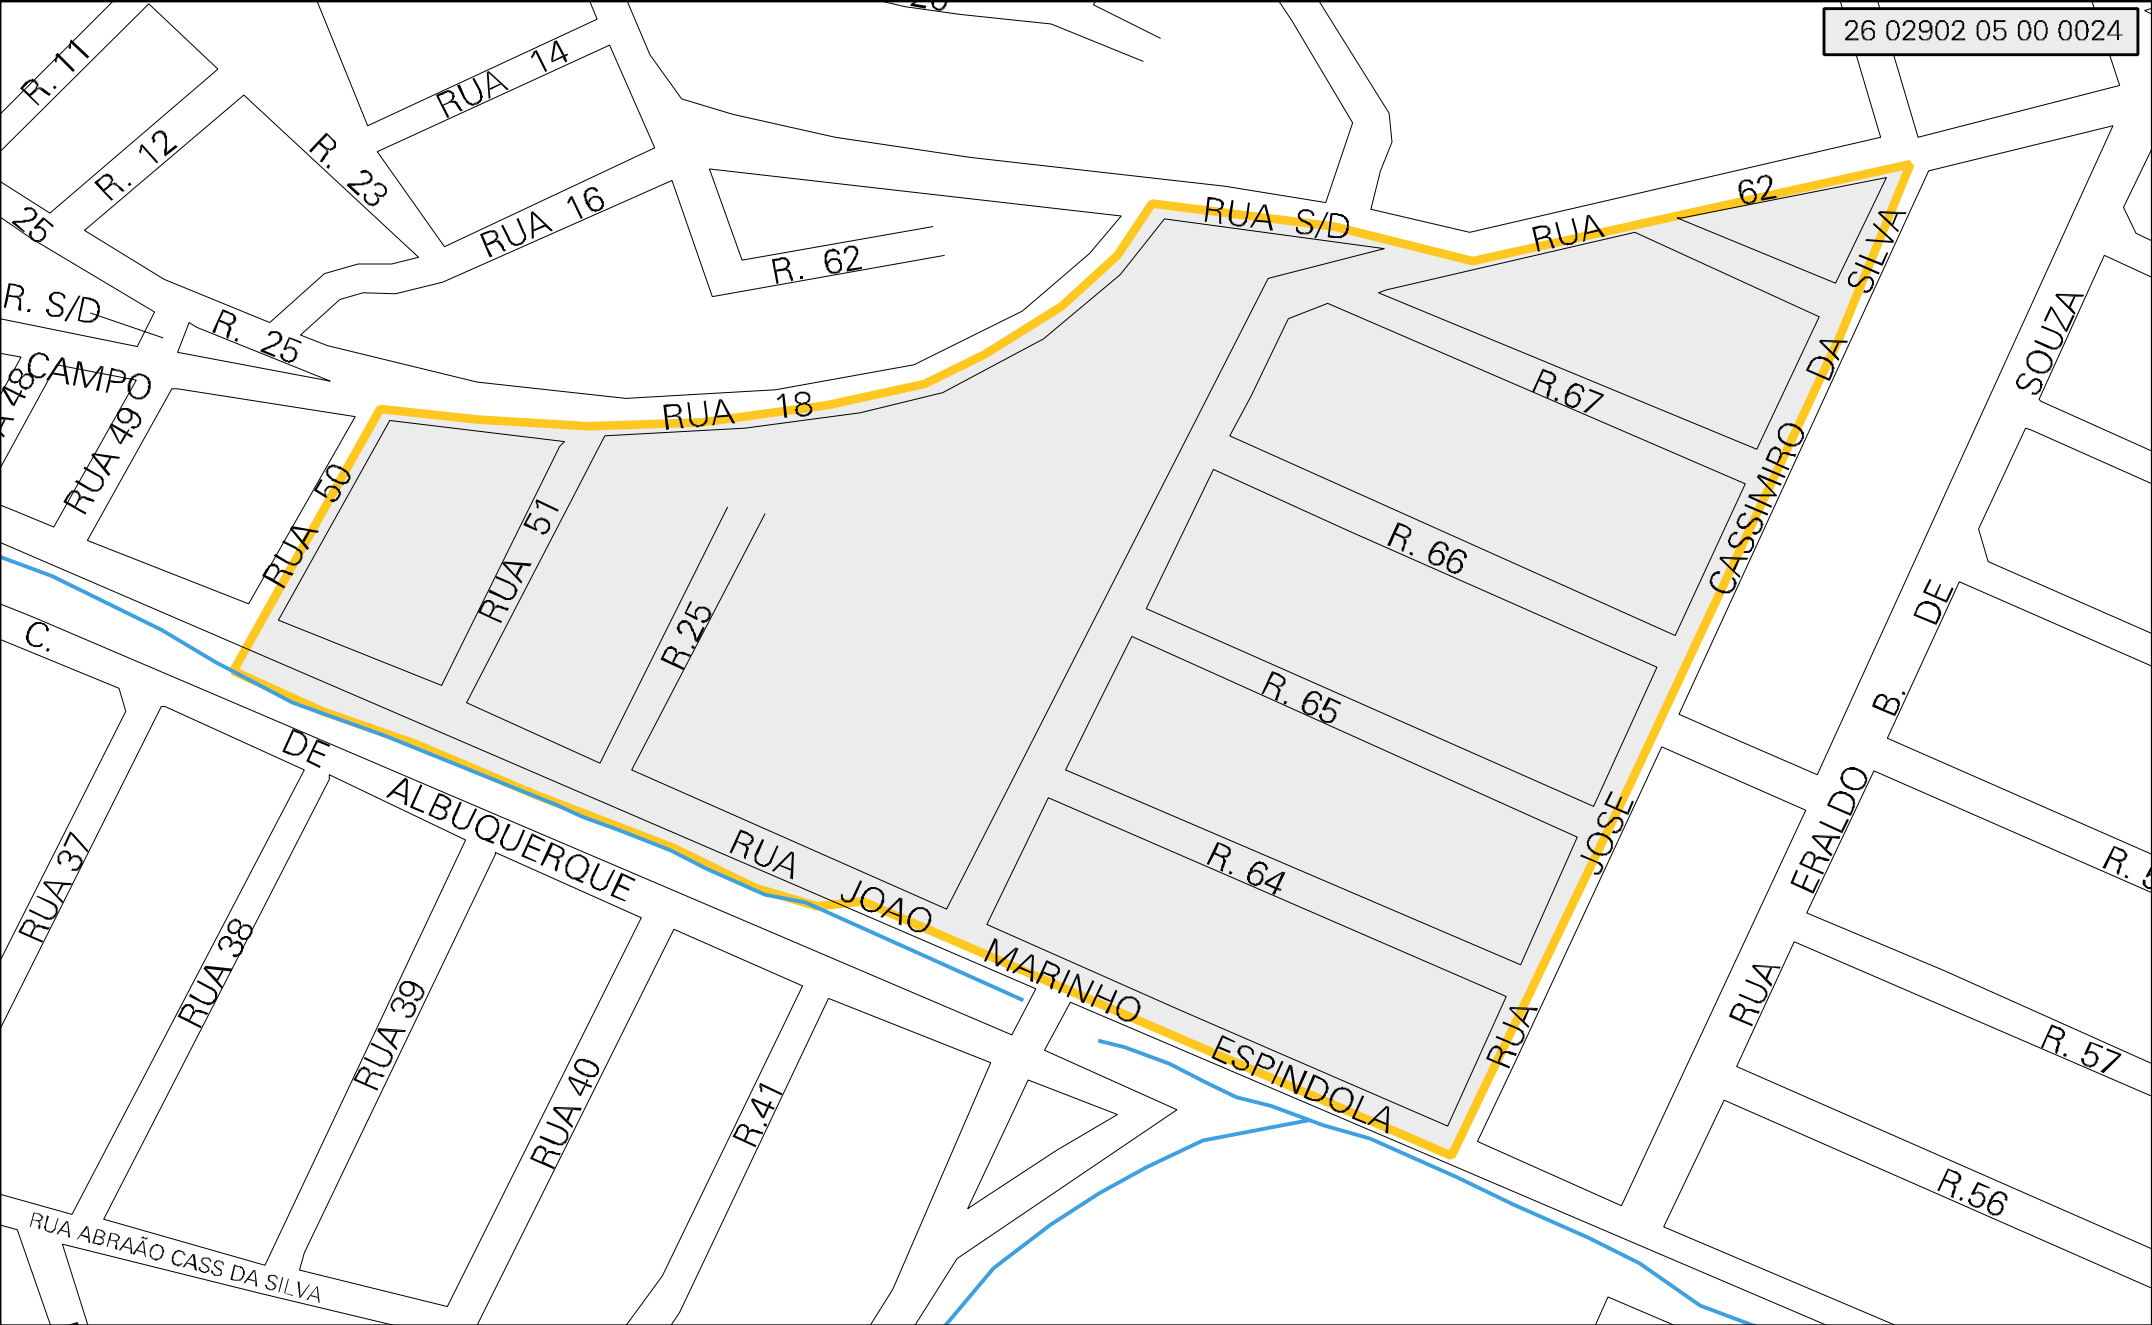 26 02902 05 00 0024
R. 11
RUA 14
R. 12
R. 23
RUA 16
25
R. 62
RUA S/D
RUA 62
R. S/D
R. 25
CAMPO
RUA 49
RUA 18
RUA 50
RUA 51
R.25
R.67
R. 66
R. 65
R. 64
RUA JOSE CASSIMIRO DA SILVA
RUA ERALDO B. DE SOUZA
C. DE ALBUQUERQUE
RUA JOAO MARINHO ESPINDOLA
RUA 37
RUA 38
RUA 39
RUA 40
R.41
R. 57
R.56
RUA ABRAÃO CASS DA SILVA